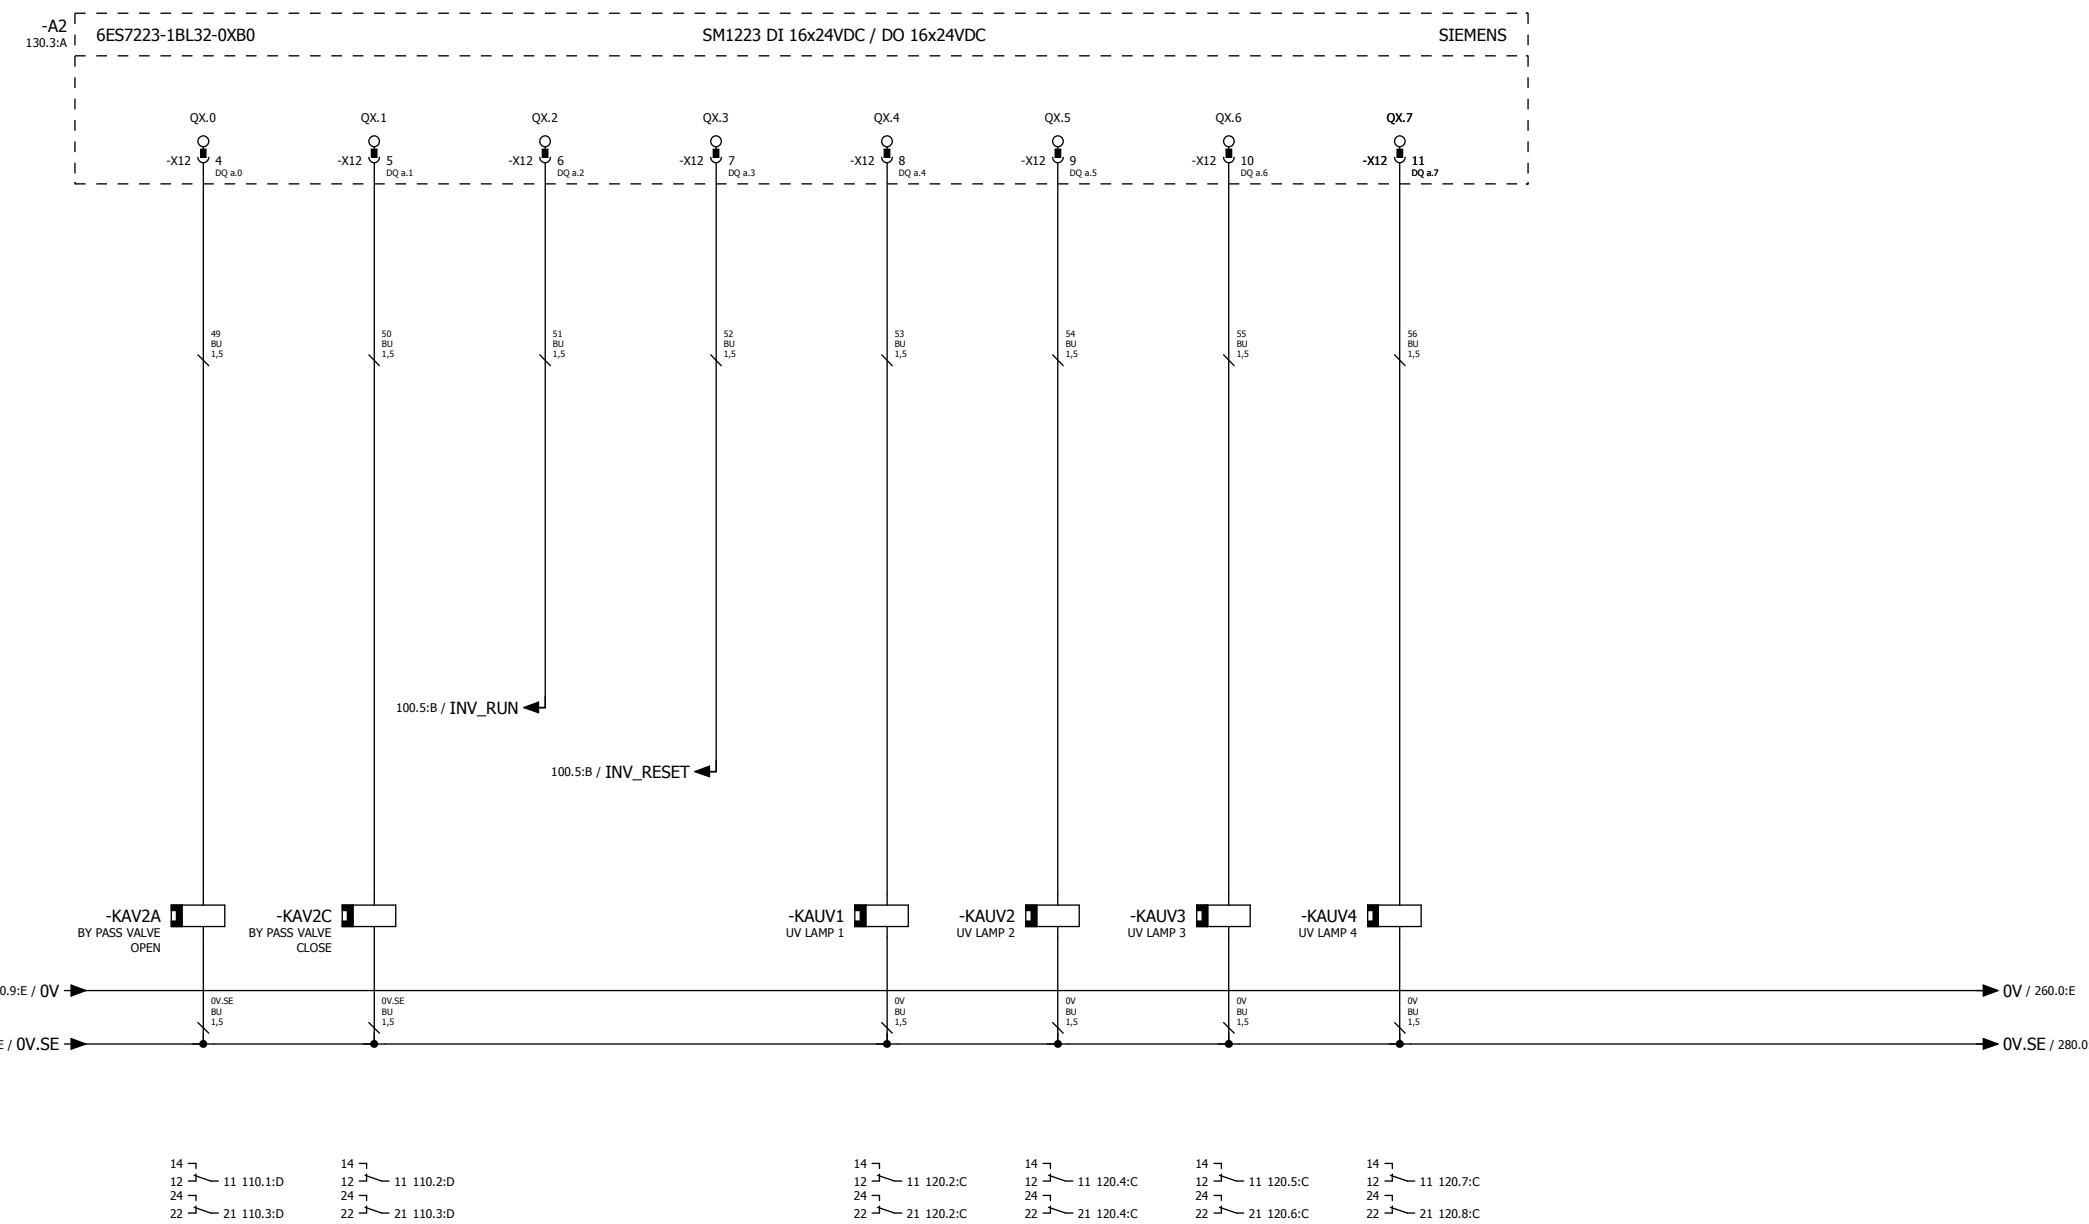 -A2
130.3:A
6ES7223-1BL32-0XB0 SM1223 DI 16x24VDC / DO 16x24VDC SIEMENS
QX.0 QX.1 QX.2 QX.3 QX.4 QX.5 QX.6 QX.7
-X12 4 -X12 5 -X12 6 -X12 7 -X12 8 -X12 9 -X12 10 -X12 11
DQ a.0 DQ a.1 DQ a.2 DQ a.3 DQ a.4 DQ a.5 DQ a.6 DQ a.7
49 50 51 52 53 54 55 56
BU BU BU BU BU BU BU BU
1,5 1,5 1,5 1,5 1,5 1,5 1,5 1,5
100.5:B / INV_RUN
100.5:B / INV_RESET
-KAV2A -KAV2C -KAUV1 -KAUV2 -KAUV3 -KAUV4
BY PASS VALVE BY PASS VALVE UV LAMP 1 UV LAMP 2 UV LAMP 3 UV LAMP 4
OPEN CLOSE
0.9:E / 0V 0V / 260.0:E
0V.SE 0V.SE 0V 0V 0V 0V
BU BU BU BU BU BU
1,5 1,5 1,5 1,5 1,5 1,5
E / 0V.SE 0V.SE / 280.0
14 14 14 14 14 14
12 11 110.1:D 12 11 110.2:D 12 11 120.2:C 12 11 120.4:C 12 11 120.5:C 12 11 120.7:C
24 24 24 24 24 24
22 21 110.3:D 22 21 110.3:D 22 21 120.2:C 22 21 120.4:C 22 21 120.6:C 22 21 120.8:C